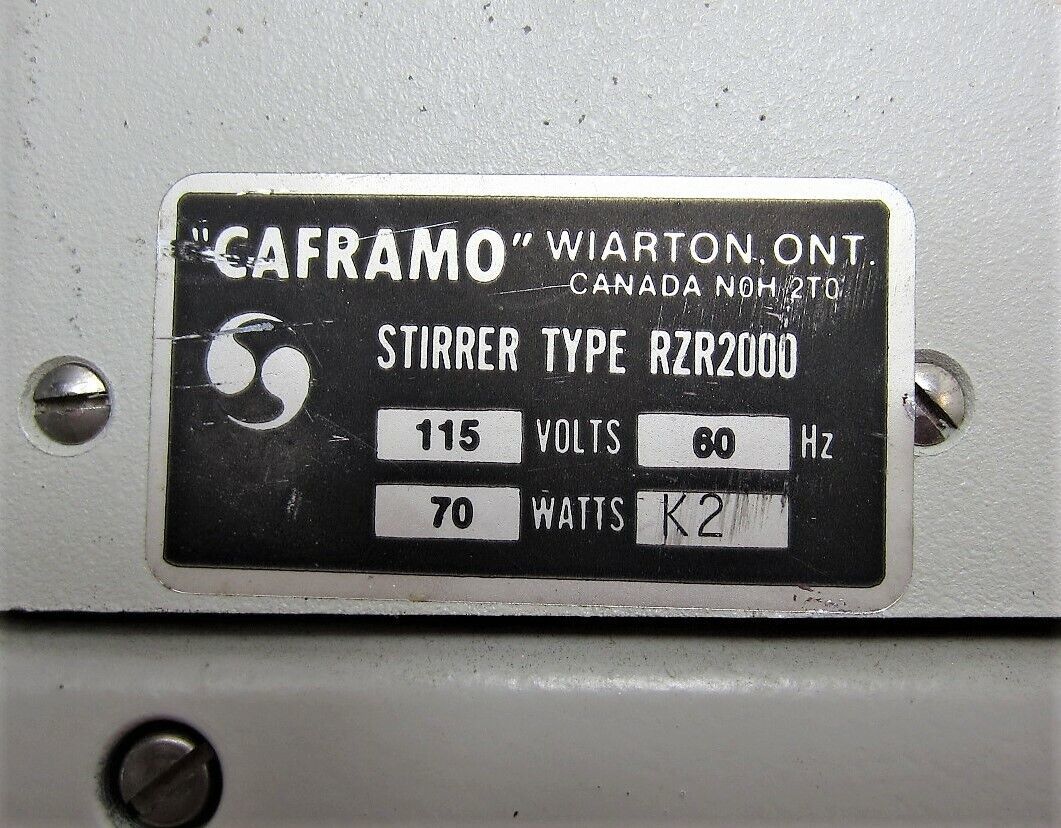 "CAFRAMO" WIARTON, ONT.
CANADA N0H 2T0
STIRRER TYPE RZR2000
115 VOLTS 60 Hz
70 WATTS K2